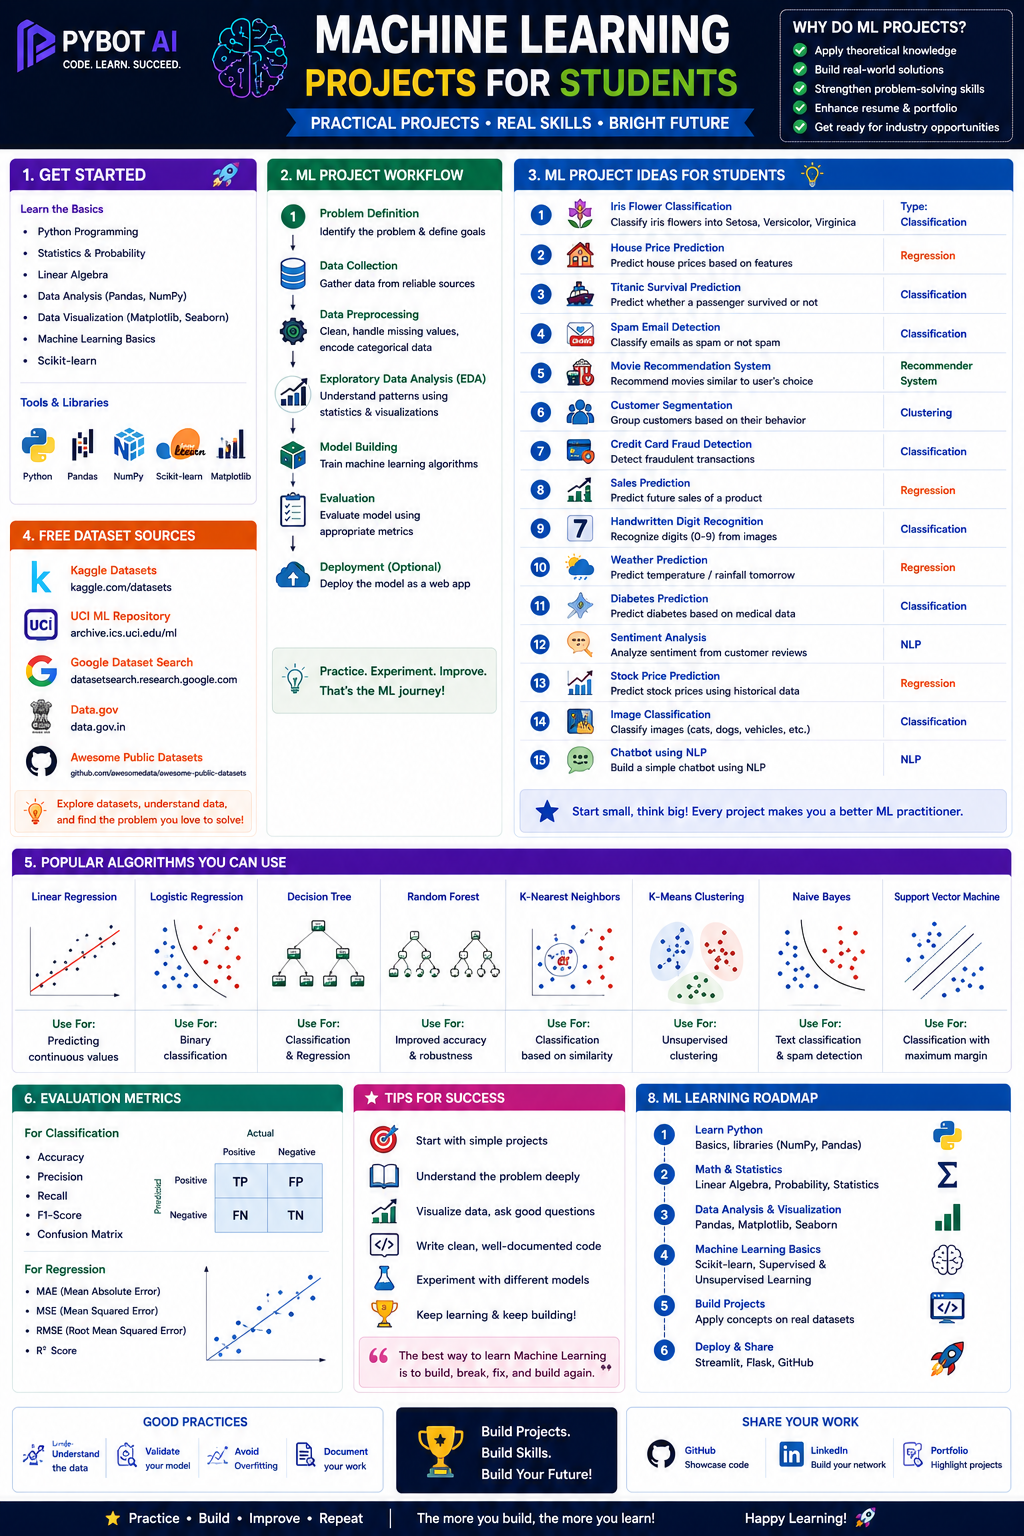 PYBOT AI
CODE. LEARN. SUCCEED.
MACHINE LEARNING
PROJECTS FOR STUDENTS
PRACTICAL PROJECTS • REAL SKILLS • BRIGHT FUTURE
WHY DO ML PROJECTS?
Apply theoretical knowledge
Build real-world solutions
Strengthen problem-solving skills
Enhance resume & portfolio
Get ready for industry opportunities
1. GET STARTED
Learn the Basics
• Python Programming
• Statistics & Probability
• Linear Algebra
• Data Analysis (Pandas, NumPy)
• Data Visualization (Matplotlib, Seaborn)
• Machine Learning Basics
• Scikit-learn
Tools & Libraries
Python
Pandas
NumPy
Scikit-learn
Matplotlib
2. ML PROJECT WORKFLOW
1
Problem Definition
Identify the problem & define goals
Data Collection
Gather data from reliable sources
Data Preprocessing
Clean, handle missing values,
encode categorical data
Exploratory Data Analysis (EDA)
Understand patterns using
statistics & visualizations
Model Building
Train machine learning algorithms
Evaluation
Evaluate model using
appropriate metrics
Deployment (Optional)
Deploy the model as a web app
Practice. Experiment. Improve.
That's the ML journey!
3. ML PROJECT IDEAS FOR STUDENTS
1
Iris Flower Classification
Classify iris flowers into Setosa, Versicolor, Virginica
Type:
Classification
2
House Price Prediction
Predict house prices based on features
Regression
3
Titanic Survival Prediction
Predict whether a passenger survived or not
Classification
4
Spam Email Detection
Classify emails as spam or not spam
Classification
5
Movie Recommendation System
Recommend movies similar to user's choice
Recommender
System
6
Customer Segmentation
Group customers based on their behavior
Clustering
7
Credit Card Fraud Detection
Detect fraudulent transactions
Classification
8
Sales Prediction
Predict future sales of a product
Regression
9
7
Handwritten Digit Recognition
Recognize digits (0-9) from images
Classification
10
Weather Prediction
Predict temperature / rainfall tomorrow
Regression
11
Diabetes Prediction
Predict diabetes based on medical data
Classification
12
Sentiment Analysis
Analyze sentiment from customer reviews
NLP
13
Stock Price Prediction
Predict stock prices using historical data
Regression
14
Image Classification
Classify images (cats, dogs, vehicles, etc.)
Classification
15
Chatbot using NLP
Build a simple chatbot using NLP
NLP
Start small, think big! Every project makes you a better ML practitioner.
4. FREE DATASET SOURCES
k
Kaggle Datasets
kaggle.com/datasets
UCI
UCI ML Repository
archive.ics.uci.edu/ml
G
Google Dataset Search
datasetsearch.research.google.com
Data.gov
data.gov.in
Awesome Public Datasets
github.com/awesomedata/awesome-public-datasets
Explore datasets, understand data,
and find the problem you love to solve!
5. POPULAR ALGORITHMS YOU CAN USE
Linear Regression
Use For:
Predicting
continuous values
Logistic Regression
Use For:
Binary
classification
Decision Tree
Use For:
Classification
& Regression
Random Forest
Use For:
Improved accuracy
& robustness
K-Nearest Neighbors
Use For:
Classification
based on similarity
K-Means Clustering
Use For:
Unsupervised
clustering
Naive Bayes
Use For:
Text classification
& spam detection
Support Vector Machine
Use For:
Classification with
maximum margin
6. EVALUATION METRICS
For Classification
• Accuracy
• Precision
• Recall
• F1-Score
• Confusion Matrix
Actual
Positive Negative
Positive TP FP
Negative FN TN
For Regression
• MAE (Mean Absolute Error)
• MSE (Mean Squared Error)
• RMSE (Root Mean Squared Error)
• R² Score
TIPS FOR SUCCESS
Start with simple projects
Understand the problem deeply
Visualize data, ask good questions
</>
Write clean, well-documented code
Experiment with different models
Keep learning & keep building!
“ The best way to learn Machine Learning
is to build, break, fix, and build again. ”
8. ML LEARNING ROADMAP
1
Learn Python
Basics, libraries (NumPy, Pandas)
2
Math & Statistics
Linear Algebra, Probability, Statistics
Σ
3
Data Analysis & Visualization
Pandas, Matplotlib, Seaborn
4
Machine Learning Basics
Scikit-learn, Supervised &
Unsupervised Learning
5
Build Projects
Apply concepts on real datasets
</>
6
Deploy & Share
Streamlit, Flask, GitHub
GOOD PRACTICES
Understand
the data
Validate
your model
Avoid
Overfitting
Document
your work
Build Projects.
Build Skills.
Build Your Future!
SHARE YOUR WORK
GitHub
Showcase code
in
LinkedIn
Build your network
Portfolio
Highlight projects
Practice • Build • Improve • Repeat
The more you build, the more you learn!
Happy Learning!